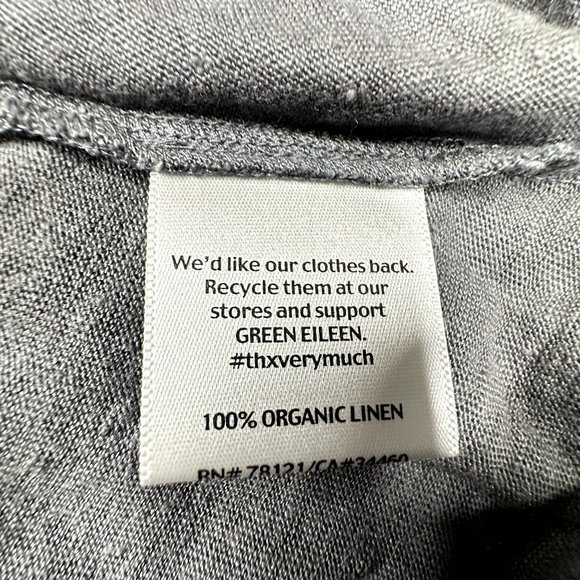 We'd like our clothes back.
Recycle them at our
stores and support
GREEN EILEEN.
#thxverymuch
100% ORGANIC LINEN
RN# 78121/CA#34460